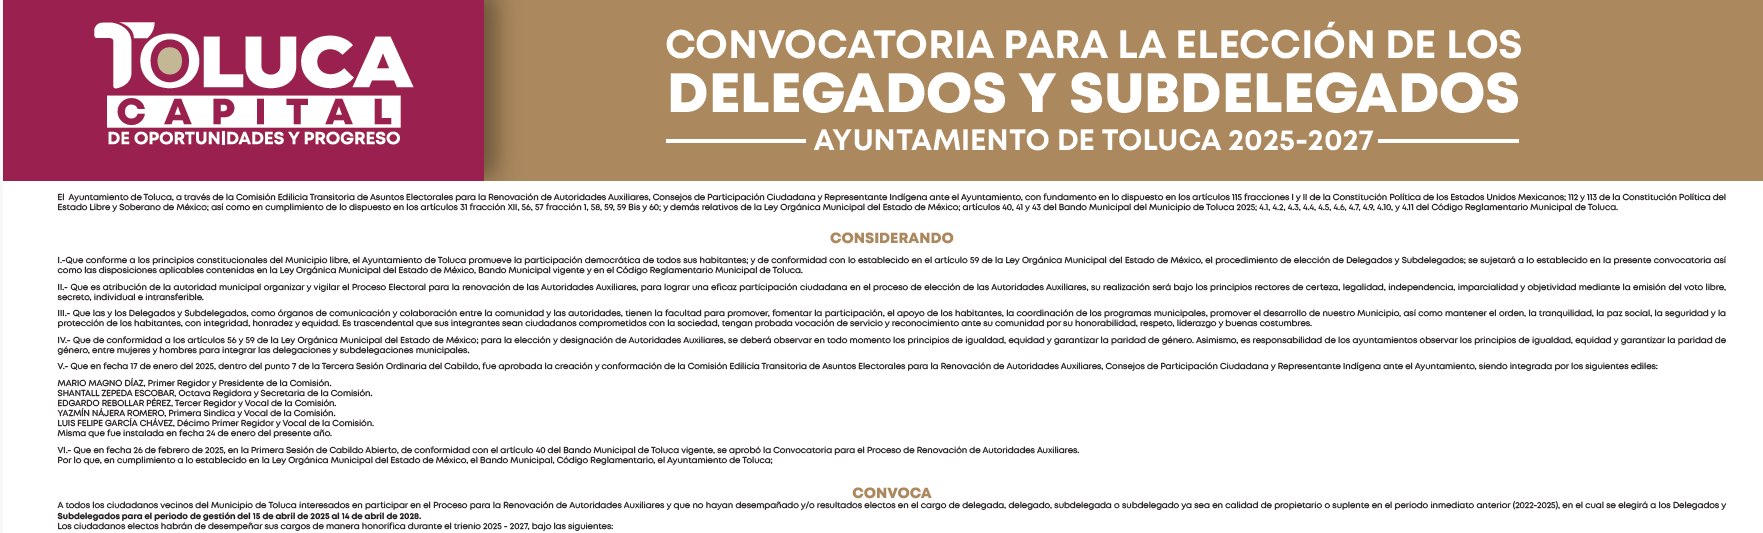 TOLUCA
CAPITAL
DE OPORTUNIDADES Y PROGRESO
CONVOCATORIA PARA LA ELECCIÓN DE LOS
DELEGADOS Y SUBDELEGADOS
AYUNTAMIENTO DE TOLUCA 2025-2027
El Ayuntamiento de Toluca, a través de la Comisión Edilicia Transitoria de Asuntos Electorales para la Renovación de Autoridades Auxiliares, Consejos de Participación Ciudadana y Representante Indígena ante el Ayuntamiento, con fundamento en lo dispuesto en los artículos 115 fracciones I y II de la Constitución Política de los Estados Unidos Mexicanos; 112 y 113 de la Constitución Política del
Estado Libre y Soberano de México; así como en cumplimiento de lo dispuesto en los artículos 31 fracción XII, 56, 57 fracción 1, 58, 59, 59 Bis y 60; y demás relativos de la Ley Orgánica Municipal del Estado de México; artículos 40, 41 y 43 del Bando Municipal del Municipio de Toluca 2025; 4.1, 4.2, 4.3, 4.4, 4.5, 4.6, 4.7, 4.9, 4.10, y 4.11 del Código Reglamentario Municipal de Toluca.
CONSIDERANDO
I.-Que conforme a los principios constitucionales del Municipio libre, el Ayuntamiento de Toluca promueve la participación democrática de todos sus habitantes; y de conformidad con lo establecido en el artículo 59 de la Ley Orgánica Municipal del Estado de México, el procedimiento de elección de Delegados y Subdelegados; se sujetará a lo establecido en la presente convocatoria así
como las disposiciones aplicables contenidas en la Ley Orgánica Municipal del Estado de México, Bando Municipal vigente y en el Código Reglamentario Municipal de Toluca.
II.- Que es atribución de la autoridad municipal organizar y vigilar el Proceso Electoral para la renovación de las Autoridades Auxiliares, para lograr una eficaz participación ciudadana en el proceso de elección de las Autoridades Auxiliares, su realización será bajo los principios rectores de certeza, legalidad, independencia, imparcialidad y objetividad mediante la emisión del voto libre,
secreto, individual e intransferible.
III.- Que las y los Delegados y Subdelegados, como órganos de comunicación y colaboración entre la comunidad y las autoridades, tienen la facultad para promover, fomentar la participación, el apoyo de los habitantes, la coordinación de los programas municipales, promover el desarrollo de nuestro Municipio, así como mantener el orden, la tranquilidad, la paz social, la seguridad y la
protección de los habitantes, con integridad, honradez y equidad. Es trascendental que sus integrantes sean ciudadanos comprometidos con la sociedad, tengan probada vocación de servicio y reconocimiento ante su comunidad por su honorabilidad, respeto, liderazgo y buenas costumbres.
IV.- Que de conformidad a los artículos 56 y 59 de la Ley Orgánica Municipal del Estado de México; para la elección y designación de Autoridades Auxiliares, se deberá observar en todo momento los principios de igualdad, equidad y garantizar la paridad de género. Asimismo, es responsabilidad de los ayuntamientos observar los principios de igualdad, equidad y garantizar la paridad de
género, entre mujeres y hombres para integrar las delegaciones y subdelegaciones municipales.
V.- Que en fecha 17 de enero del 2025, dentro del punto 7 de la Tercera Sesión Ordinaria del Cabildo, fue aprobada la creación y conformación de la Comisión Edilicia Transitoria de Asuntos Electorales para la Renovación de Autoridades Auxiliares, Consejos de Participación Ciudadana y Representante Indígena ante el Ayuntamiento, siendo integrada por los siguientes ediles:
MARIO MAGNO DÍAZ, Primer Regidor y Presidente de la Comisión.
SHANTALL ZEPEDA ESCOBAR, Octava Regidora y Secretaria de la Comisión.
EDGARDO REBOLLAR PÉREZ, Tercer Regidor y Vocal de la Comisión.
YAZMÍN NÁJERA ROMERO, Primera Sindica y Vocal de la Comisión.
LUIS FELIPE GARCÍA CHÁVEZ, Décimo Primer Regidor y Vocal de la Comisión.
Misma que fue instalada en fecha 24 de enero del presente año.
VI.- Que en fecha 26 de febrero de 2025, en la Primera Sesión de Cabildo Abierto, de conformidad con el artículo 40 del Bando Municipal de Toluca vigente, se aprobó la Convocatoria para el Proceso de Renovación de Autoridades Auxiliares.
Por lo que, en cumplimiento a lo establecido en la Ley Orgánica Municipal del Estado de México, el Bando Municipal, Código Reglamentario, el Ayuntamiento de Toluca;
CONVOCA
A todos los ciudadanos vecinos del Municipio de Toluca interesados en participar en el Proceso para la Renovación de Autoridades Auxiliares y que no hayan desempañado y/o resultados electos en el cargo de delegada, delegado, subdelegada o subdelegado ya sea en calidad de propietario o suplente en el periodo inmediato anterior (2022-2025), en el cual se elegirá a los Delegados y
Subdelegados para el periodo de gestión del 15 de abril de 2025 al 14 de abril de 2028.
Los ciudadanos electos habrán de desempeñar sus cargos de manera honorifica durante el trienio 2025 - 2027, bajo las siguientes: